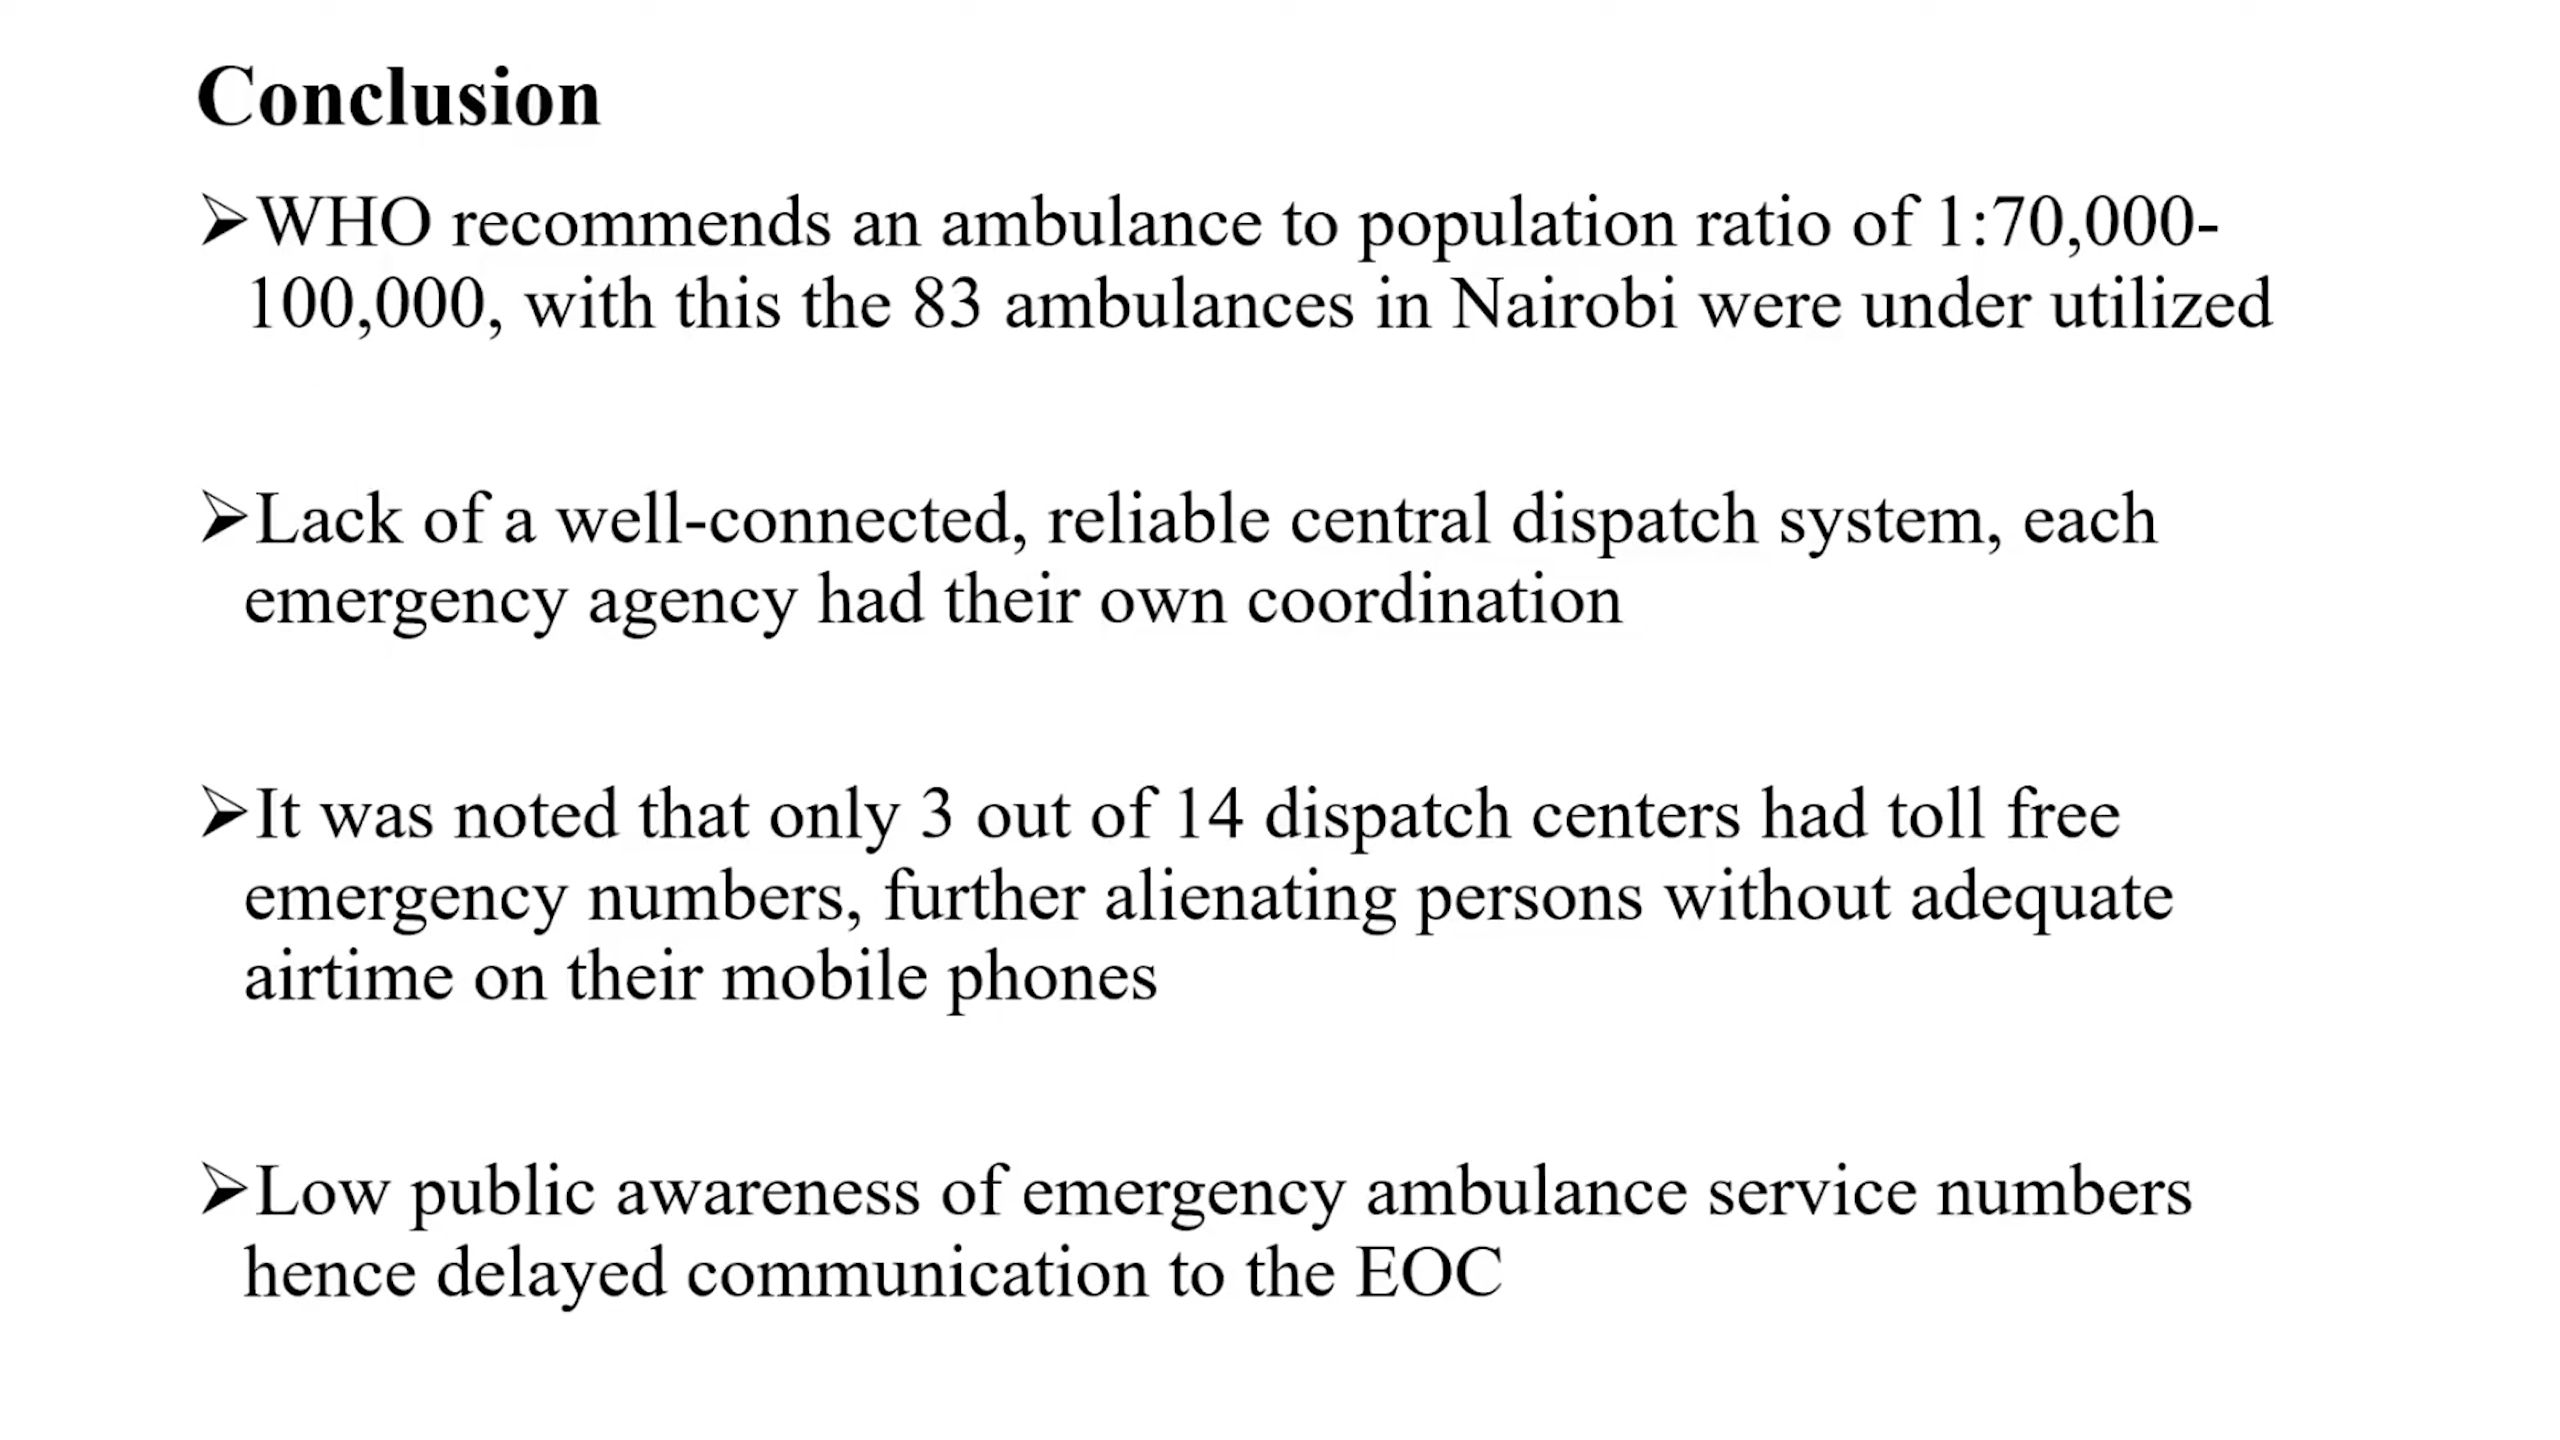 Conclusion
➢WHO recommends an ambulance to population ratio of 1:70,000-
100,000, with this the 83 ambulances in Nairobi were under utilized
➢Lack of a well-connected, reliable central dispatch system, each
emergency agency had their own coordination
➢It was noted that only 3 out of 14 dispatch centers had toll free
emergency numbers, further alienating persons without adequate
airtime on their mobile phones
➢Low public awareness of emergency ambulance service numbers
hence delayed communication to the EOC